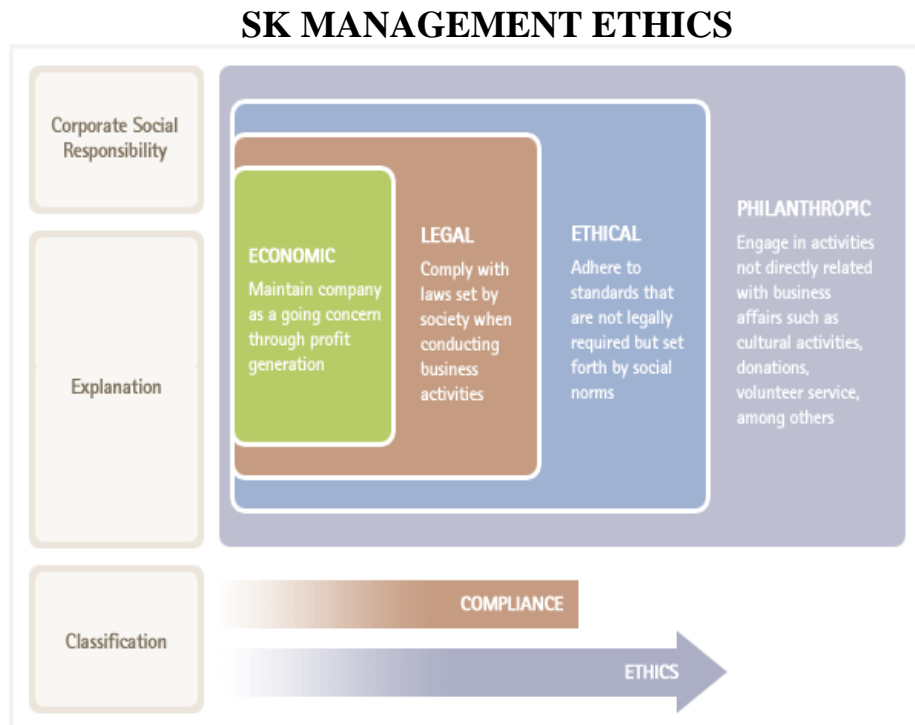 SK MANAGEMENT ETHICS
Corporate Social
Responsibility
Explanation
Classification
ECONOMIC
Maintain company
as a going concern
through profit
generation
LEGAL
Comply with
laws set by
society when
conducting
business
activities
ETHICAL
Adhere to
standards that
are not legally
required but set
forth by social
norms
PHILANTHROPIC
Engage in activities
not directly related
with business
affairs such as
cultural activities,
donations,
volunteer service,
among others
COMPLIANCE
ETHICS